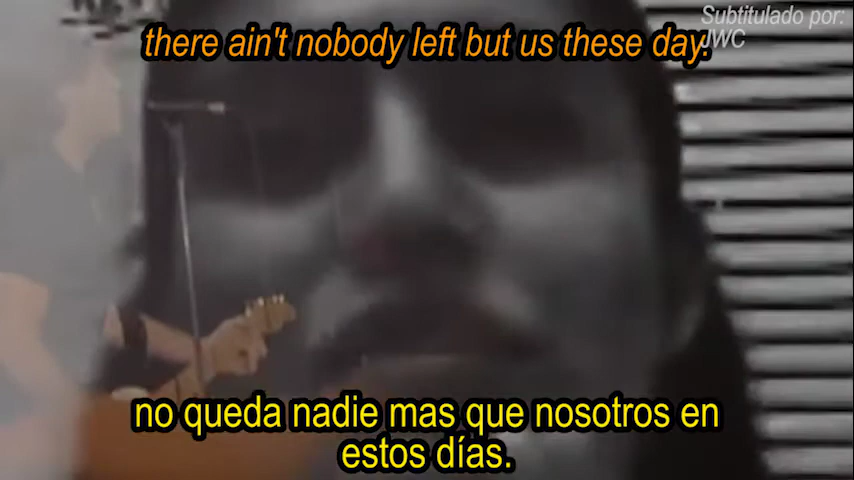 Subtitulado por:
JWC
there ain't nobody left but us these day.
no queda nadie mas que nosotros en
estos días.